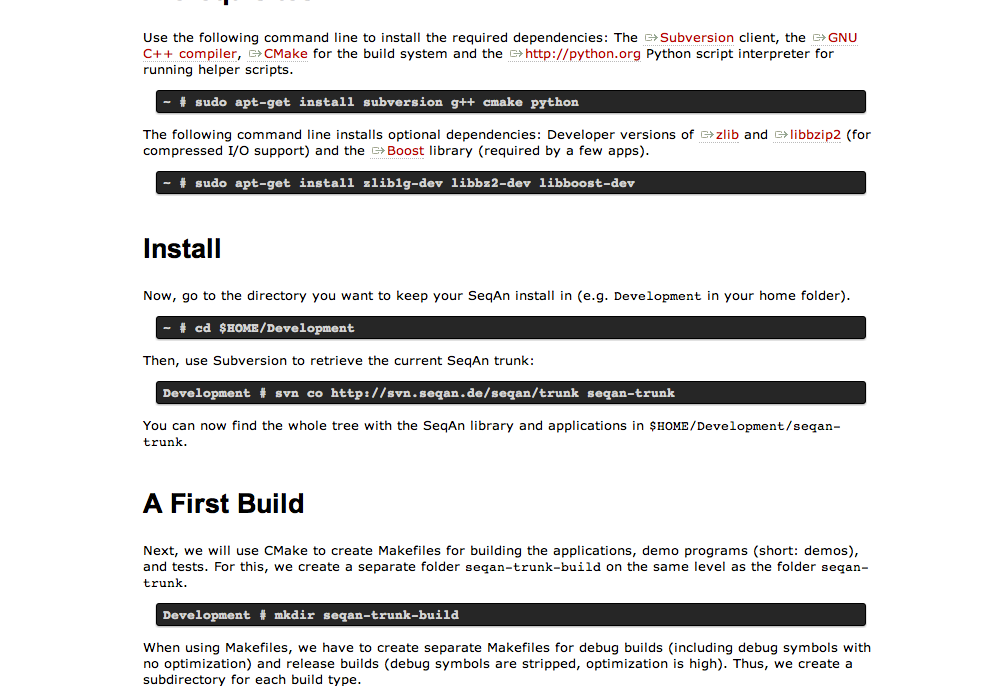 Use the following command line to install the required dependencies: The Subversion client, the GNU
C++ compiler, CMake for the build system and the http://python.org Python script interpreter for
running helper scripts.
~ # sudo apt-get install subversion g++ cmake python
The following command line installs optional dependencies: Developer versions of zlib and libbzip2 (for
compressed I/O support) and the Boost library (required by a few apps).
~ # sudo apt-get install zlib1g-dev libbz2-dev libboost-dev
Install
Now, go to the directory you want to keep your SeqAn install in (e.g. Development in your home folder).
~ # cd $HOME/Development
Then, use Subversion to retrieve the current SeqAn trunk:
Development # svn co http://svn.seqan.de/seqan/trunk seqan-trunk
You can now find the whole tree with the SeqAn library and applications in $HOME/Development/seqan-
trunk.
A First Build
Next, we will use CMake to create Makefiles for building the applications, demo programs (short: demos),
and tests. For this, we create a separate folder seqan-trunk-build on the same level as the folder seqan-
trunk.
Development # mkdir seqan-trunk-build
When using Makefiles, we have to create separate Makefiles for debug builds (including debug symbols with
no optimization) and release builds (debug symbols are stripped, optimization is high). Thus, we create a
subdirectory for each build type.